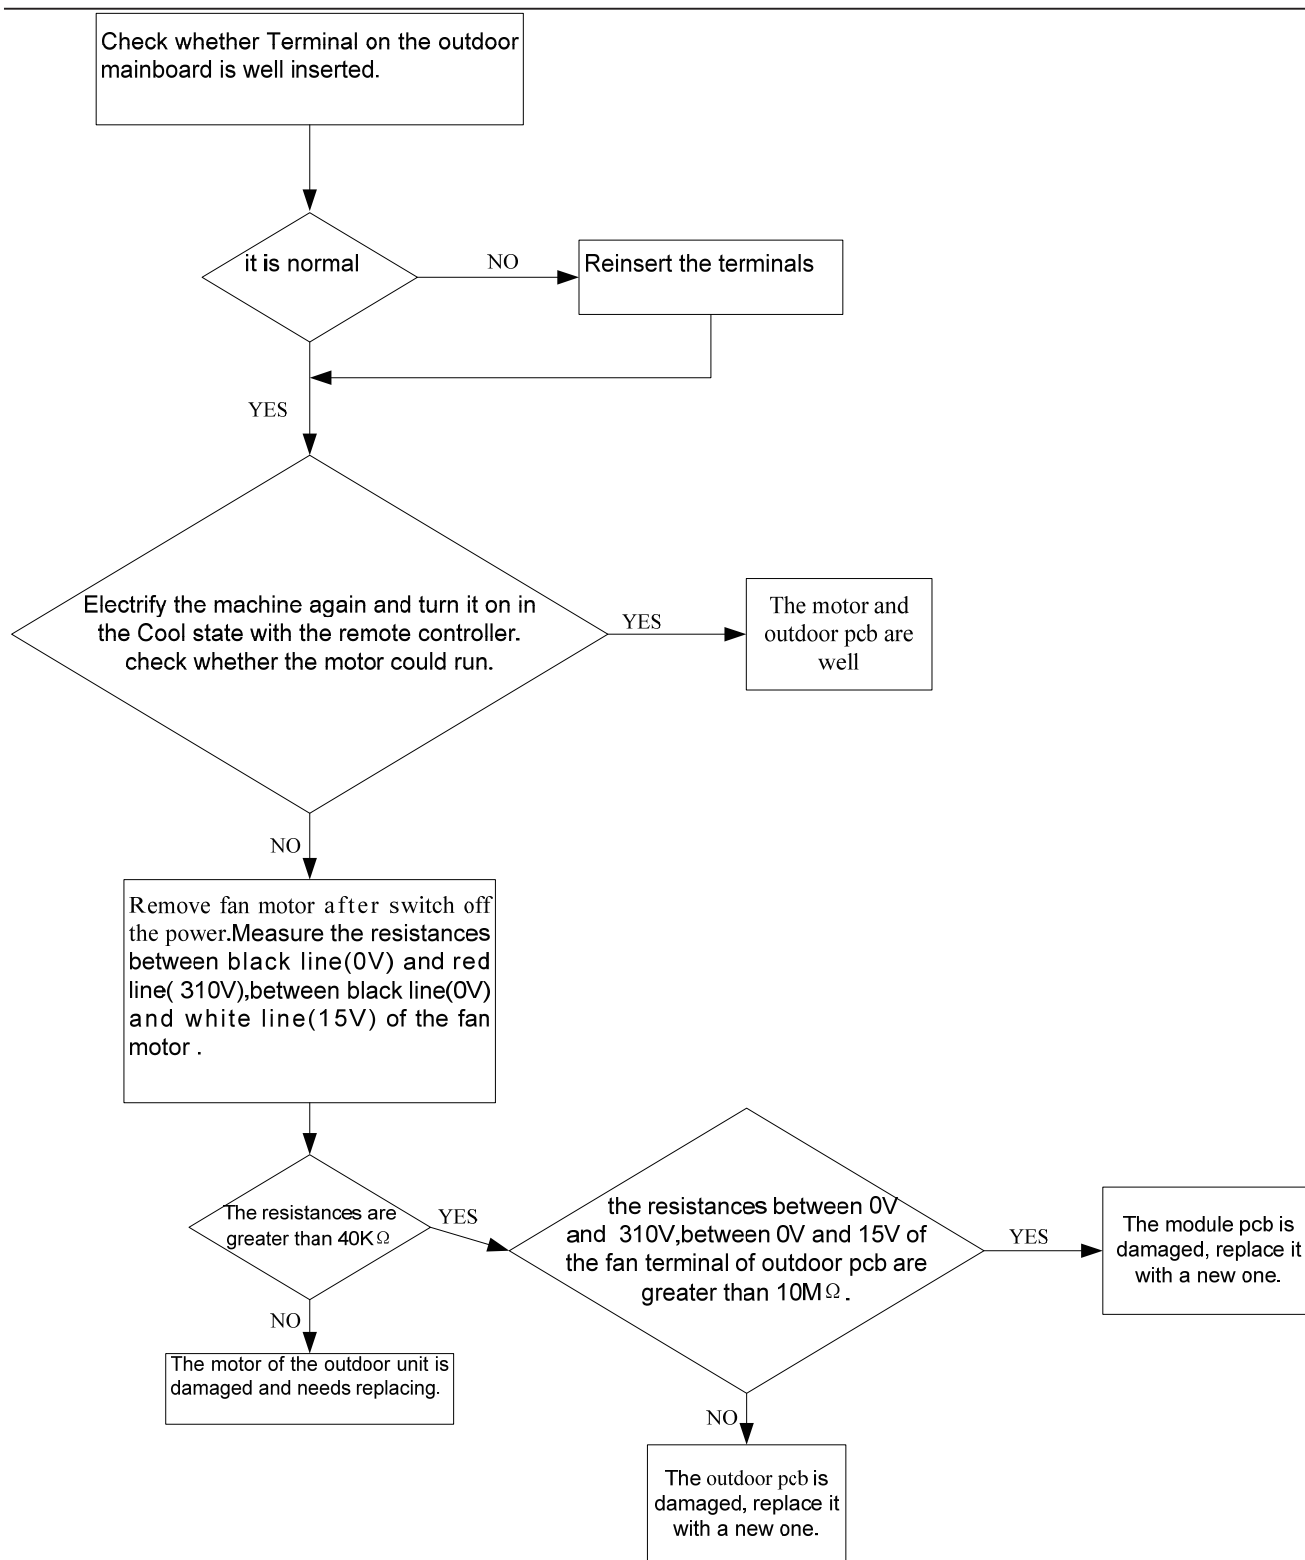 Check whether Terminal on the outdoor
mainboard is well inserted.
it is normal
NO
Reinsert the terminals
YES
Electrify the machine again and turn it on in
the Cool state with the remote controller.
check whether the motor could run.
YES
The motor and
outdoor pcb are
well
NO
Remove fan motor after switch off
the power.Measure the resistances
between black line(0V) and red
line( 310V),between black line(0V)
and white line(15V) of the fan
motor .
The resistances are
greater than 40KΩ
YES
the resistances between 0V
and 310V,between 0V and 15V of
the fan terminal of outdoor pcb are
greater than 10MΩ.
YES
The module pcb is
damaged, replace it
with a new one.
NO
The motor of the outdoor unit is
damaged and needs replacing.
NO
The outdoor pcb is
damaged, replace it
with a new one.